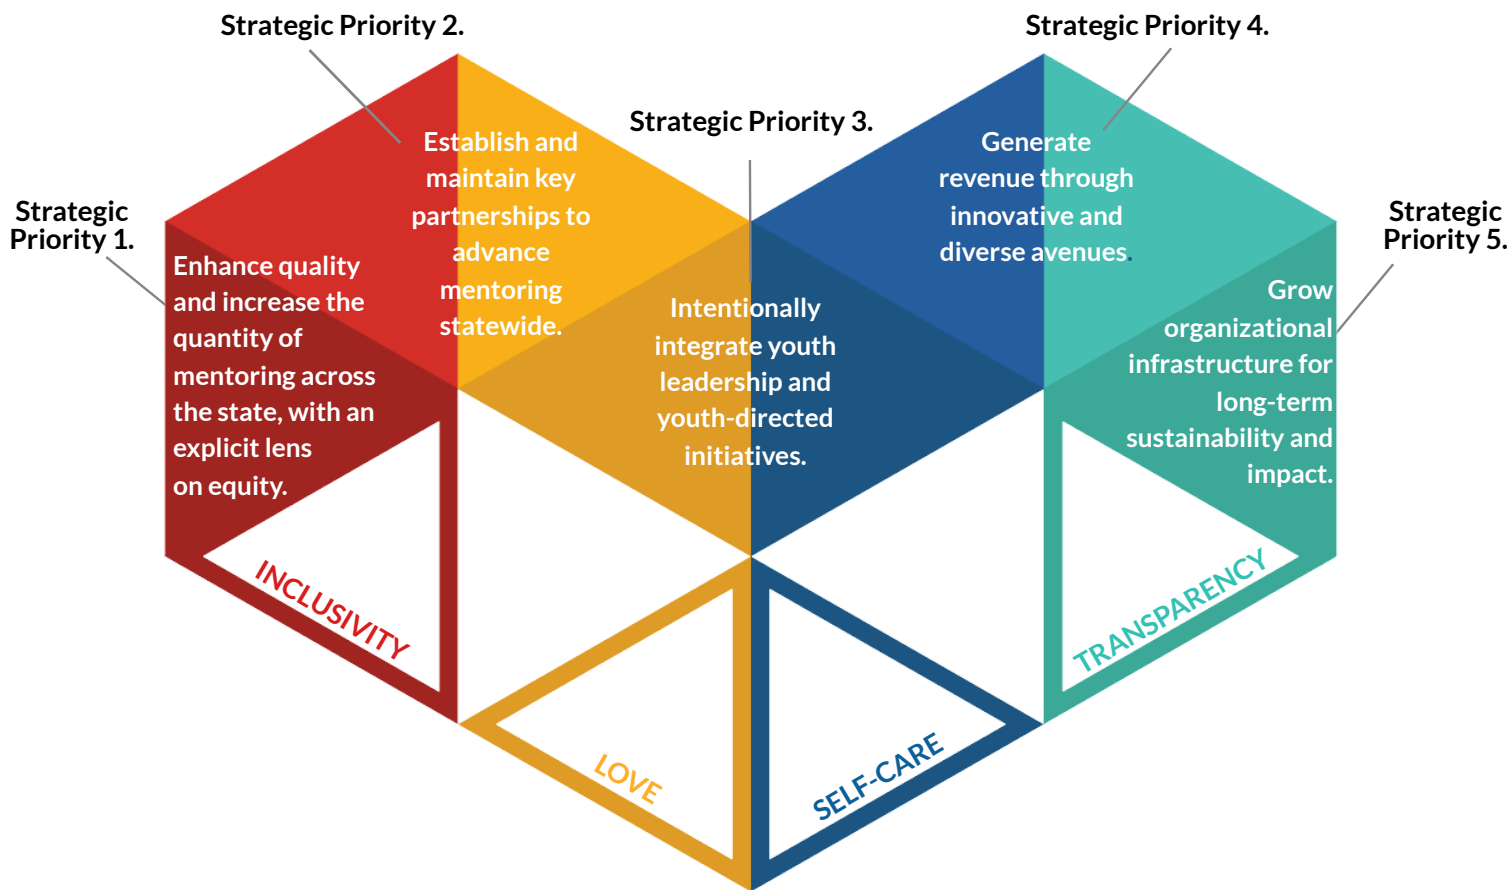 Strategic Priority 2.
Strategic Priority 4.
Strategic Priority 3.
Strategic
Priority 1.
Strategic
Priority 5.
Enhance quality
and increase the
quantity of
mentoring across
the state, with an
explicit lens
on equity.
Establish and
maintain key
partnerships to
advance
mentoring
statewide.
Intentionally
integrate youth
leadership and
youth-directed
initiatives.
Generate
revenue through
innovative and
diverse avenues.
Grow
organizational
infrastructure for
long-term
sustainability and
impact.
INCLUSIVITY
LOVE
SELF-CARE
TRANSPARENCY